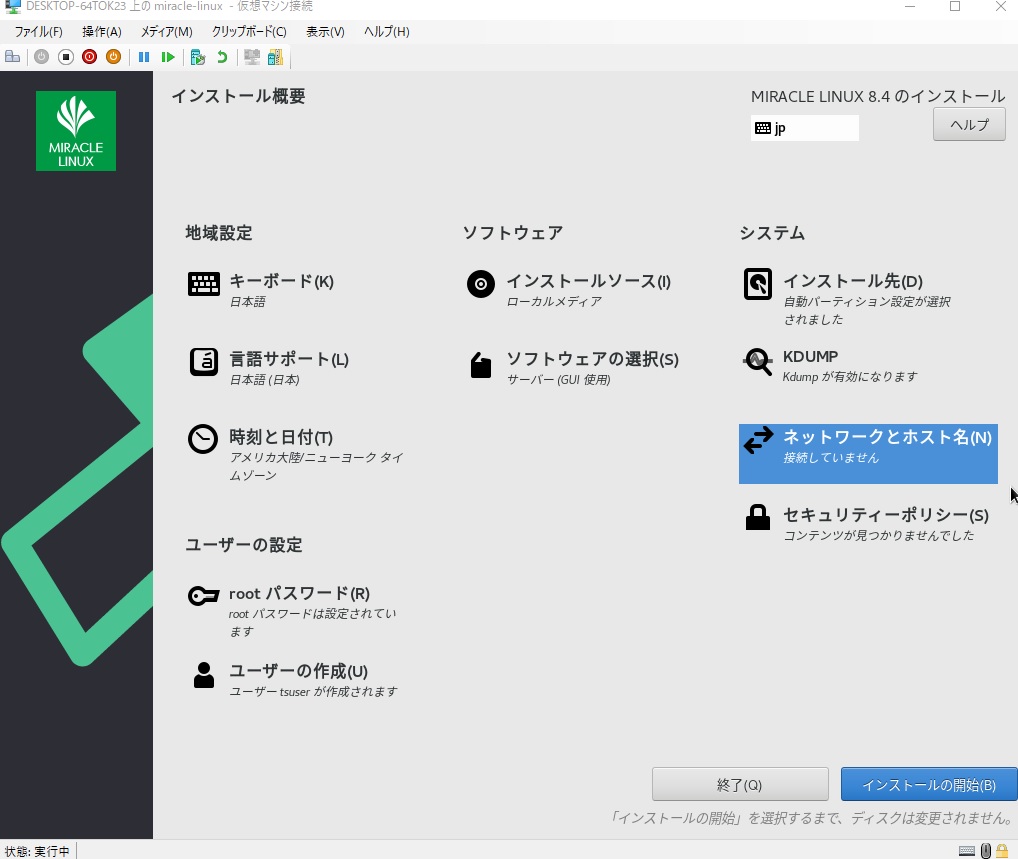 DESKTOP-64TOK23 上の miracle-linux - 仮想マシン接続
ファイル(F) 操作(A) メディア(M) クリップボード(C) 表示(V) ヘルプ(H)
MIRACLE
LINUX
インストール概要
MIRACLE LINUX 8.4 のインストール
jp
ヘルプ
地域設定
キーボード(K)
日本語
言語サポート(L)
日本語 (日本)
時刻と日付(T)
アメリカ大陸/ニューヨーク タイ
ムゾーン
ユーザーの設定
root パスワード(R)
root パスワードは設定されてい
ます
ユーザーの作成(U)
ユーザー tsuser が作成されます
ソフトウェア
インストールソース(I)
ローカルメディア
ソフトウェアの選択(S)
サーバー (GUI 使用)
システム
インストール先(D)
自動パーティション設定が選択
されました
KDUMP
Kdump が有効になります
ネットワークとホスト名(N)
接続していません
セキュリティーポリシー(S)
コンテンツが見つかりませんでした
終了(Q)
インストールの開始(B)
「インストールの開始」を選択するまで、ディスクは変更されません。
状態: 実行中